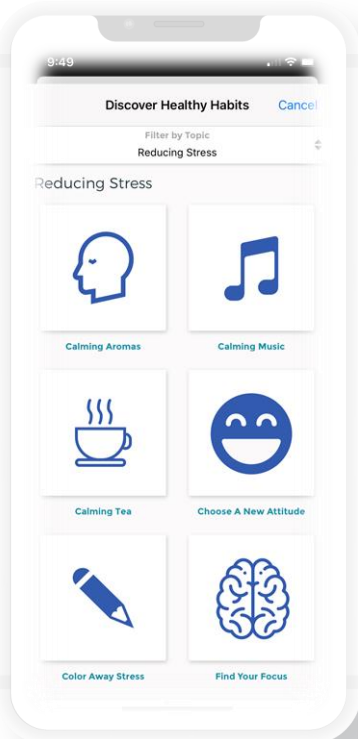 9:49
Discover Healthy Habits Cancel
Filter by Topic
Reducing Stress
Reducing Stress
Calming Aromas Calming Music
Calming Tea Choose A New Attitude
Color Away Stress Find Your Focus